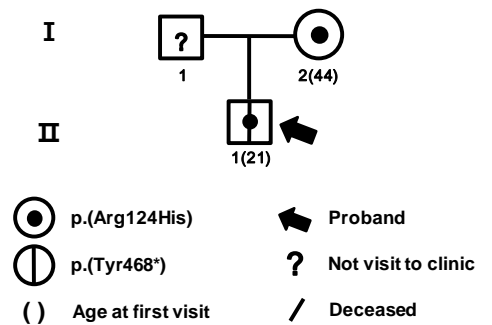 I
?
1
2(44)
II
1(21)
p.(Arg124His)
Proband
p.(Tyr468*)
? Not visit to clinic
( ) Age at first visit
/ Deceased